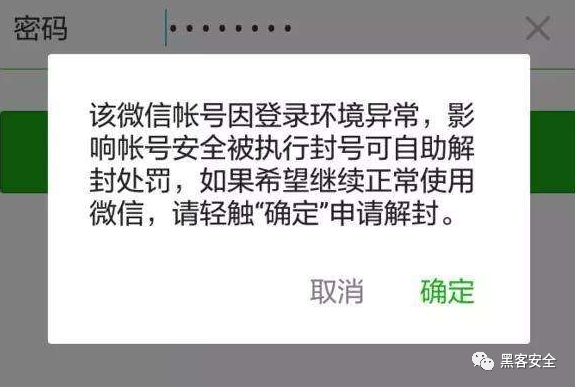 密码
该微信帐号因登录环境异常，影
响帐号安全被执行封号可自助解
封处罚，如果希望继续正常使用
微信，请轻触“确定”申请解封。
取消 确定
黑客安全